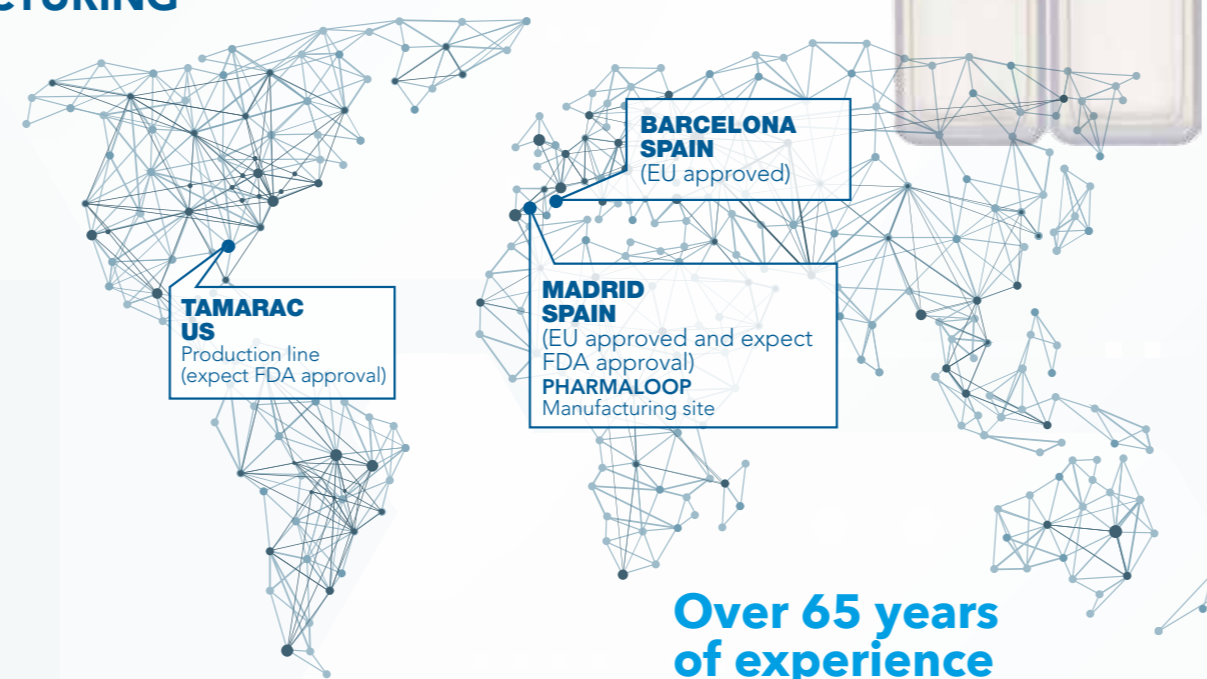 BARCELONA
SPAIN
(EU approved)
TAMARAC
US
Production line
(expect FDA approval)
MADRID
SPAIN
(EU approved and expect
FDA approval)
PHARMALOOP
Manufacturing site
Over 65 years
of experience